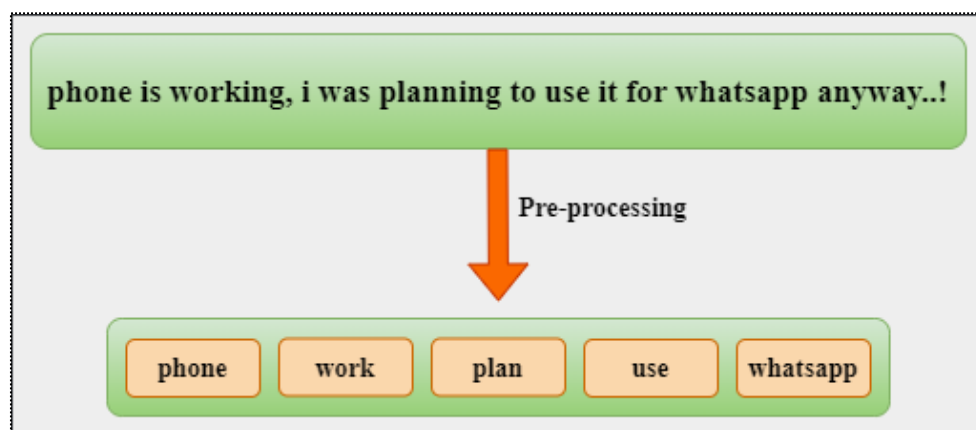 phone is working, i was planning to use it for whatsapp anyway..!
Pre-processing
phone work plan use whatsapp